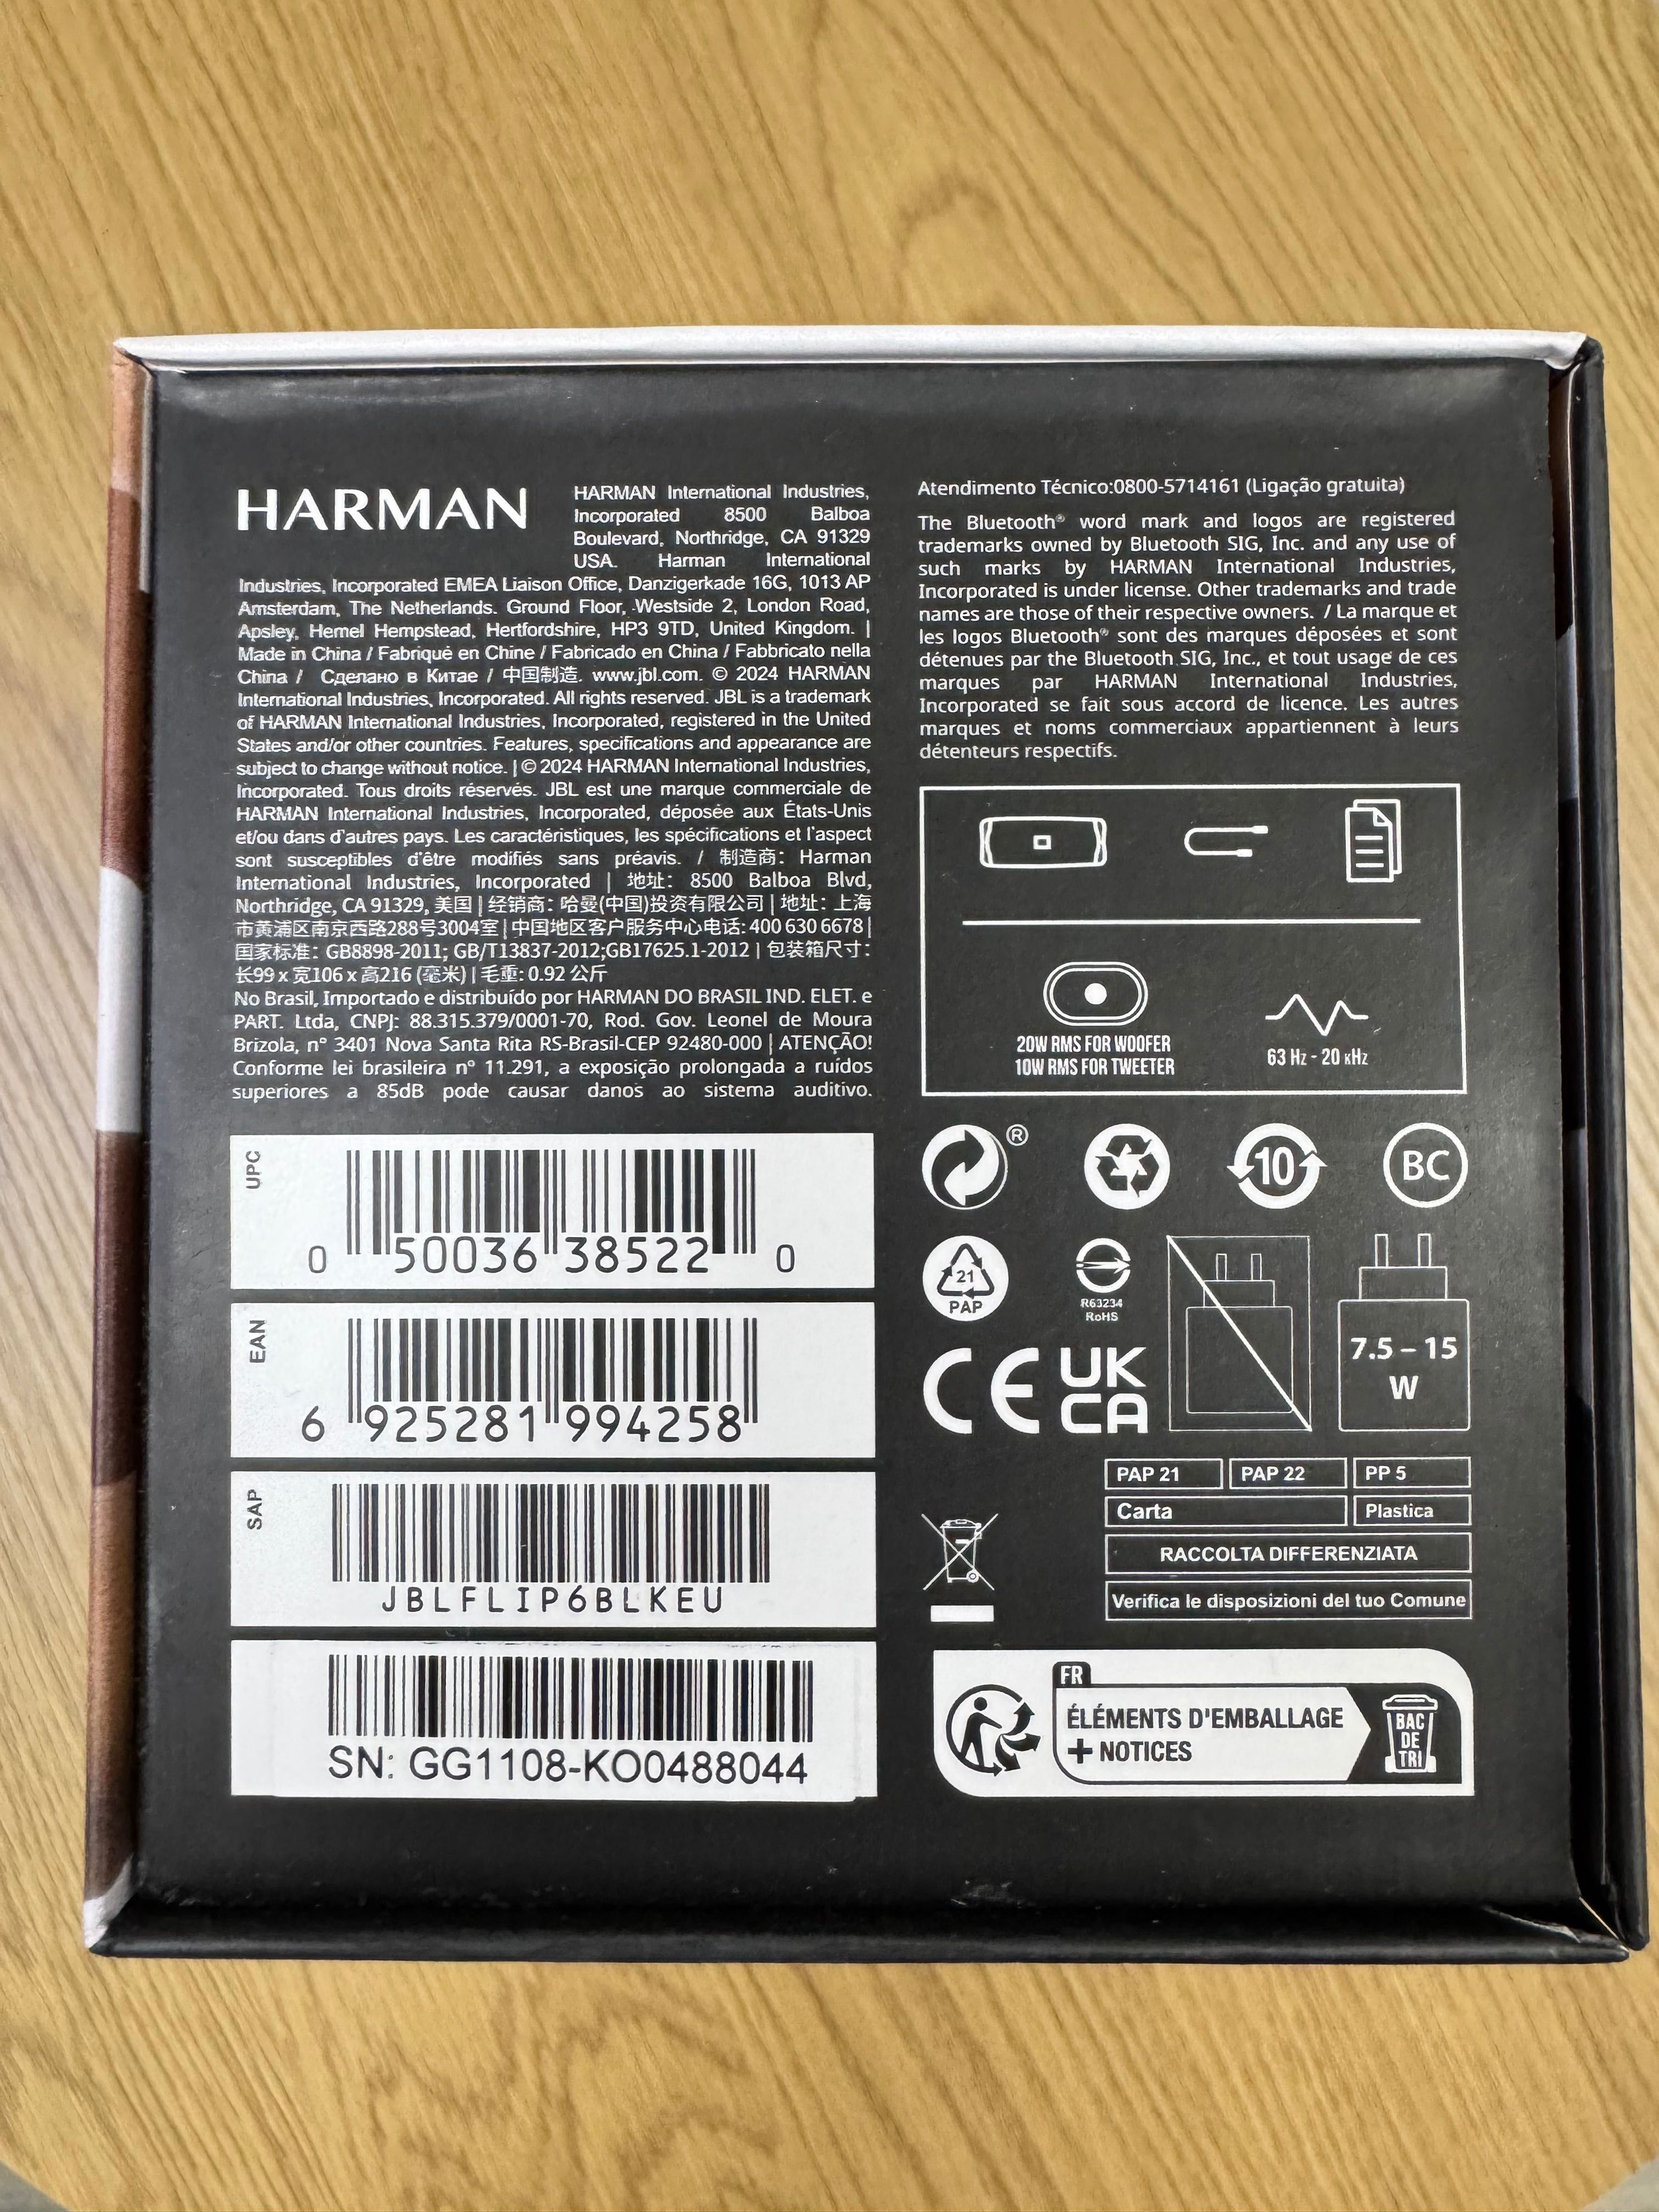 HARMAN
HARMAN International Industries,
Incorporated 8500 Balboa
Boulevard, Northridge, CA 91329
USA. Harman International
Industries, Incorporated EMEA Liaison Office, Danzigerkade 16G, 1013 AP
Amsterdam, The Netherlands. Ground Floor, Westside 2, London Road,
Apsley, Hemel Hempstead, Hertfordshire, HP3 9TD, United Kingdom. |
Made in China / Fabriqué en Chine / Fabricado en China / Fabbricato nella
China / Сделано в Китае / 中国制造. www.jbl.com. © 2024 HARMAN
International Industries, Incorporated. All rights reserved. JBL is a trademark
of HARMAN International Industries, Incorporated, registered in the United
States and/or other countries. Features, specifications and appearance are
subject to change without notice. | © 2024 HARMAN International Industries,
Incorporated. Tous droits réservés. JBL est une marque commerciale de
HARMAN International Industries, Incorporated, déposée aux États-Unis
et/ou dans d'autres pays. Les caractéristiques, les spécifications et l'aspect
sont susceptibles d'être modifiés sans préavis. / 制造商: Harman
International Industries, Incorporated | 地址: 8500 Balboa Blvd,
Northridge, CA 91329, 美国 | 经销商: 哈曼(中国)投资有限公司 | 地址: 上海
市黄浦区南京西路288号3004室 | 中国地区客户服务中心电话: 400 630 6678 |
国家标准: GB8898-2011; GB/T13837-2012;GB17625.1-2012 | 包装箱尺寸:
长99 x 宽106 x 高216 (毫米) | 毛重: 0.92 公斤
No Brasil, Importado e distribuído por HARMAN DO BRASIL IND. ELET. e
PART. Ltda, CNPJ: 88.315.379/0001-70, Rod. Gov. Leonel de Moura
Brizola, n° 3401 Nova Santa Rita RS-Brasil-CEP 92480-000 | ATENÇÃO!
Conforme lei brasileira n° 11.291, a exposição prolongada a ruídos
superiores a 85dB pode causar danos ao sistema auditivo.
UPC
0 50036 38522 0
EAN
6 925281 994258
SAP
JBLFLIP6BLKEU
SN: GG1108-KO0488044
Atendimento Técnico:0800-5714161 (Ligação gratuita)
The Bluetooth® word mark and logos are registered
trademarks owned by Bluetooth SIG, Inc. and any use of
such marks by HARMAN International Industries,
Incorporated is under license. Other trademarks and trade
names are those of their respective owners. / La marque et
les logos Bluetooth® sont des marques déposées et sont
détenues par the Bluetooth SIG, Inc., et tout usage de ces
marques par HARMAN International Industries,
Incorporated se fait sous accord de licence. Les autres
marques et noms commerciaux appartiennent à leurs
détenteurs respectifs.
20W RMS FOR WOOFER
10W RMS FOR TWEETER
63 Hz - 20 kHz
®
10
BC
21
PAP
R63234
RoHS
7.5 – 15
W
CE
UK
CA
PAP 21
PAP 22
PP 5
Carta
Plastica
RACCOLTA DIFFERENZIATA
Verifica le disposizioni del tuo Comune
FR
ÉLÉMENTS D'EMBALLAGE
+ NOTICES
BAC
DE
TRI